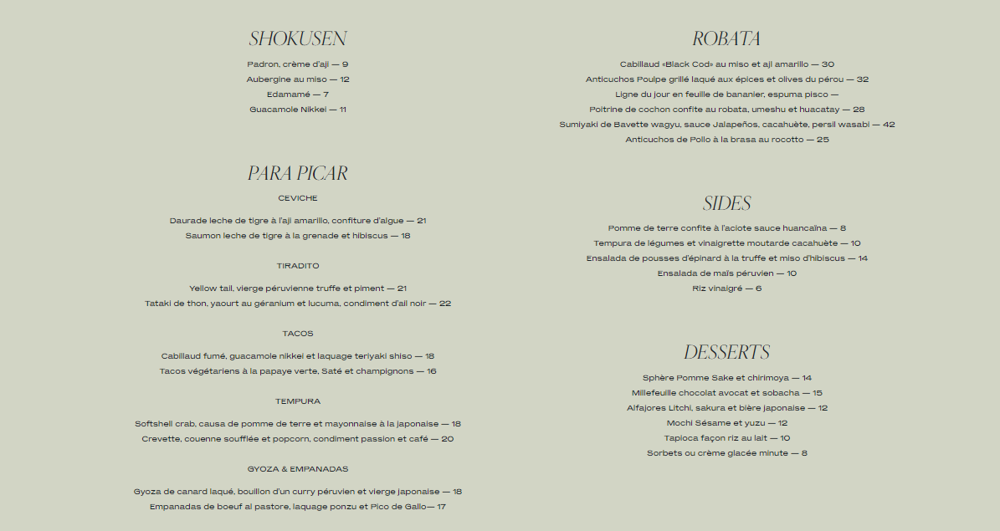 SHOKUSEN
Padron, crème d'aji — 9
Aubergine au miso — 12
Edamamé — 7
Guacamole Nikkei — 11
PARA PICAR
CEVICHE
Daurade leche de tigre à l'aji amarillo, confiture d'algue — 21
Saumon leche de tigre à la grenade et hibiscus — 18
TIRADITO
Yellow tail, vierge péruvienne truffe et piment — 21
Tataki de thon, yaourt au géranium et lucuma, condiment d'ail noir — 22
TACOS
Cabillaud fumé, guacamole nikkei et laquage teriyaki shiso — 18
Tacos végétariens à la papaye verte, Saté et champignons — 16
TEMPURA
Softshell crab, causa de pomme de terre et mayonnaise à la japonaise — 18
Crevette, couenne soufflée et popcorn, condiment passion et café — 20
GYOZA & EMPANADAS
Gyoza de canard laqué, bouillon d'un curry péruvien et vierge japonaise — 18
Empanadas de boeuf al pastore, laquage ponzu et Pico de Gallo— 17
ROBATA
Cabillaud «Black Cod» au miso et aji amarillo — 30
Anticuchos Poulpe grillé laqué aux épices et olives du pérou — 32
Ligne du jour en feuille de bananier, espuma pisco —
Poitrine de cochon confite au robata, umeshu et huacatay — 28
Sumiyaki de Bavette wagyu, sauce Jalapeños, cacahuète, persil wasabi — 42
Anticuchos de Pollo à la brasa au rocotto — 25
SIDES
Pomme de terre confite à l'aciote sauce huancaïna — 8
Tempura de légumes et vinaigrette moutarde cacahuète — 10
Ensalada de pousses d'épinard à la truffe et miso d'hibiscus — 14
Ensalada de maïs péruvien — 10
Riz vinaigré — 6
DESSERTS
Sphère Pomme Sake et chirimoya — 14
Millefeuille chocolat avocat et sobacha — 15
Alfajores Litchi, sakura et bière japonaise — 12
Mochi Sésame et yuzu — 12
Tapioca façon riz au lait — 10
Sorbets ou crème glacée minute — 8